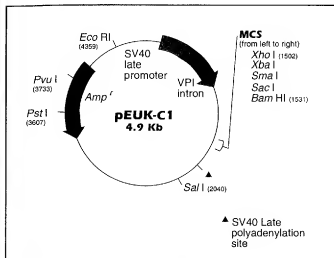 Eco RI
(4359)
SV40
late
promoter
VPI
intron
Pvu I
(3733)
Pst I
(3607)
Amp r
pEUK-C1
4.9 Kb
MCS
(from left to right)
Xho I (1502)
Xba I
Sma I
Sac I
Bam HI (1531)
Sal I (2040)
▲
▲ SV40 Late
polyadenylation
site